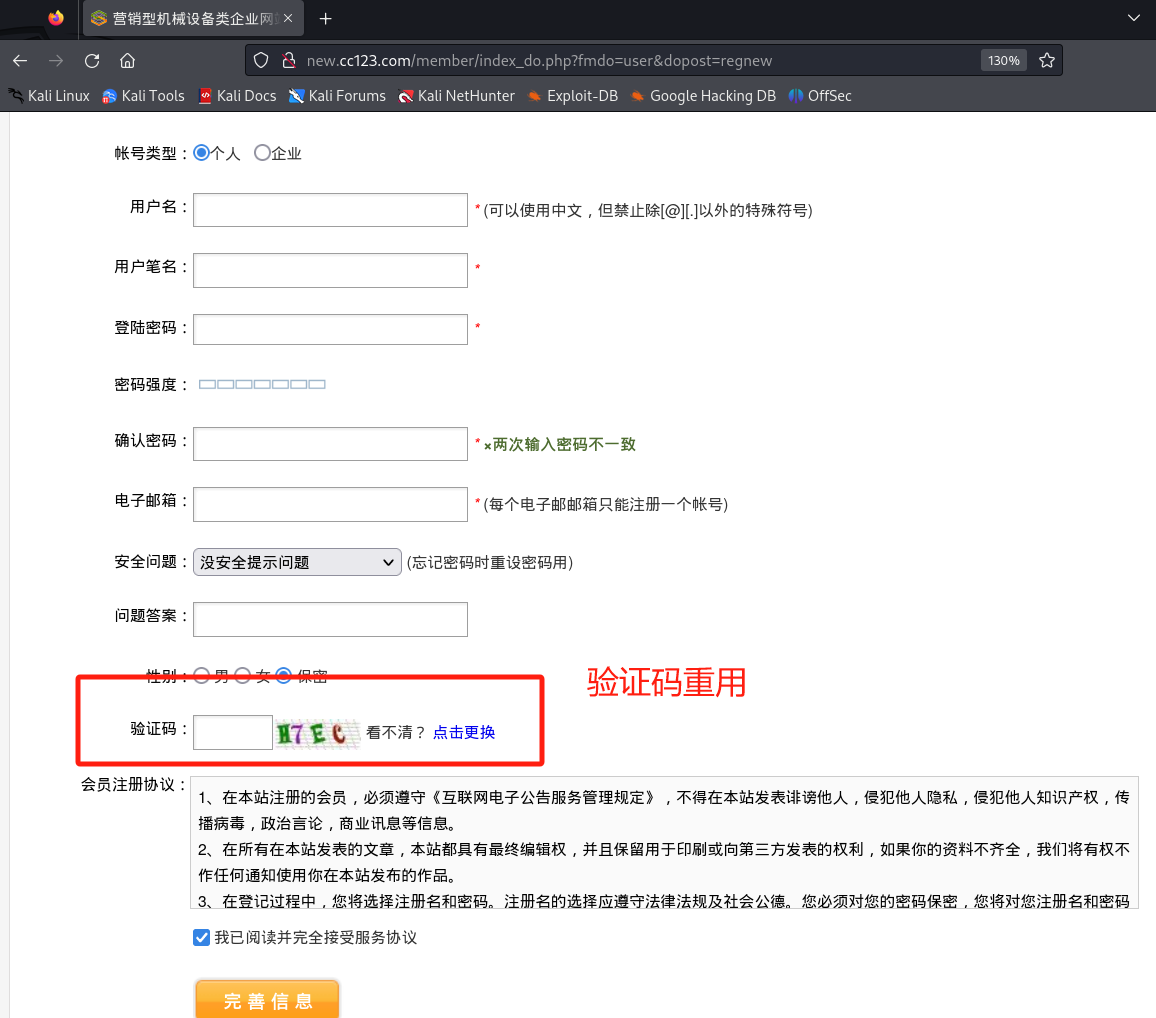 营销型机械设备类企业网
new.cc123.com/member/index_do.php?fmdo=user&dopost=regnew 130%
Kali Linux Kali Tools Kali Docs Kali Forums Kali NetHunter Exploit-DB Google Hacking DB OffSec
帐号类型：个人 企业
用户名： *(可以使用中文，但禁止除[@][.]以外的特殊符号)
用户笔名： *
登陆密码： *
密码强度：
确认密码： * ×两次输入密码不一致
电子邮箱： *(每个电子邮邮箱只能注册一个帐号)
安全问题： 没安全提示问题 (忘记密码时重设密码用)
问题答案：
性别： 男 女 保密
验证码重用
验证码： H7EC 看不清？ 点击更换
会员注册协议：
1、在本站注册的会员，必须遵守《互联网电子公告服务管理规定》，不得在本站发表诽谤他人，侵犯他人隐私，侵犯他人知识产权，传
播病毒，政治言论，商业讯息等信息。
2、在所有在本站发表的文章，本站都具有最终编辑权，并且保留用于印刷或向第三方发表的权利，如果你的资料不齐全，我们将有权不
作任何通知使用你在本站发布的作品。
3、在登记过程中，您将选择注册名和密码。注册名的选择应遵守法律法规及社会公德。您必须对您的密码保密，您将对您注册名和密码
我已阅读并完全接受服务协议
完善信息